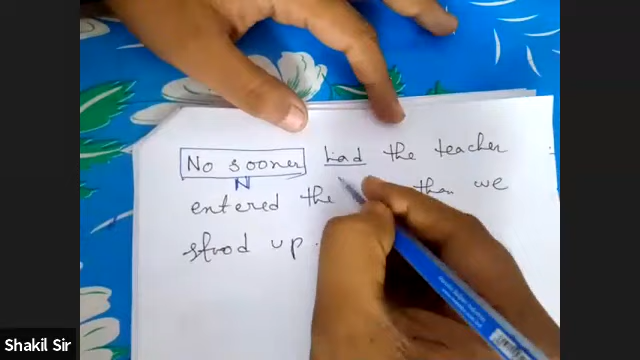 No sooner had the teacher
N
entered the than we
stood up.
Shakil Sir